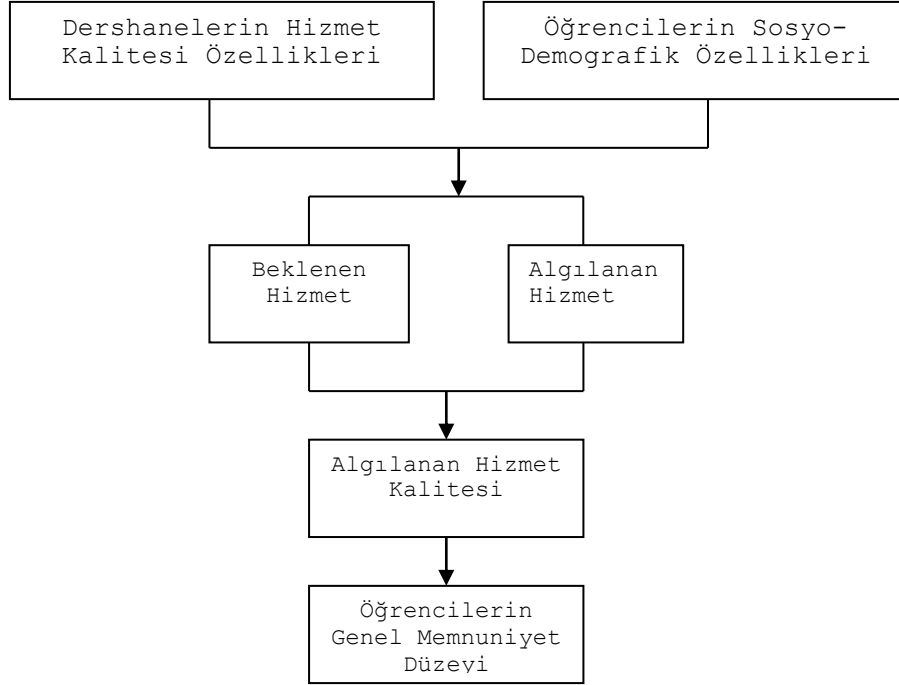 Dershanelerin Hizmet
Kalitesi Özellikleri
Öğrencilerin Sosyo-
Demografik Özellikleri
Beklenen
Hizmet
Algılanan
Hizmet
Algılanan Hizmet
Kalitesi
Öğrencilerin
Genel Memnuniyet
Düzeyi